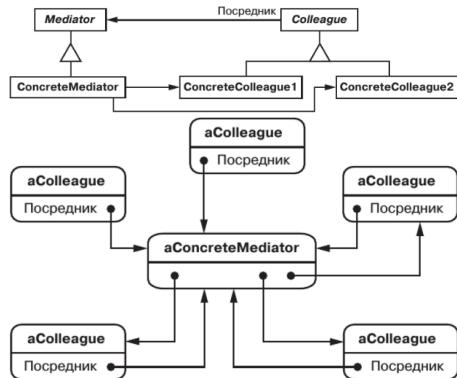 Mediator
Посредник
Colleague
ConcreteMediator
ConcreteColleague1
ConcreteColleague2
aColleague
Посредник
aColleague
Посредник
aColleague
Посредник
aConcreteMediator
aColleague
Посредник
aColleague
Посредник